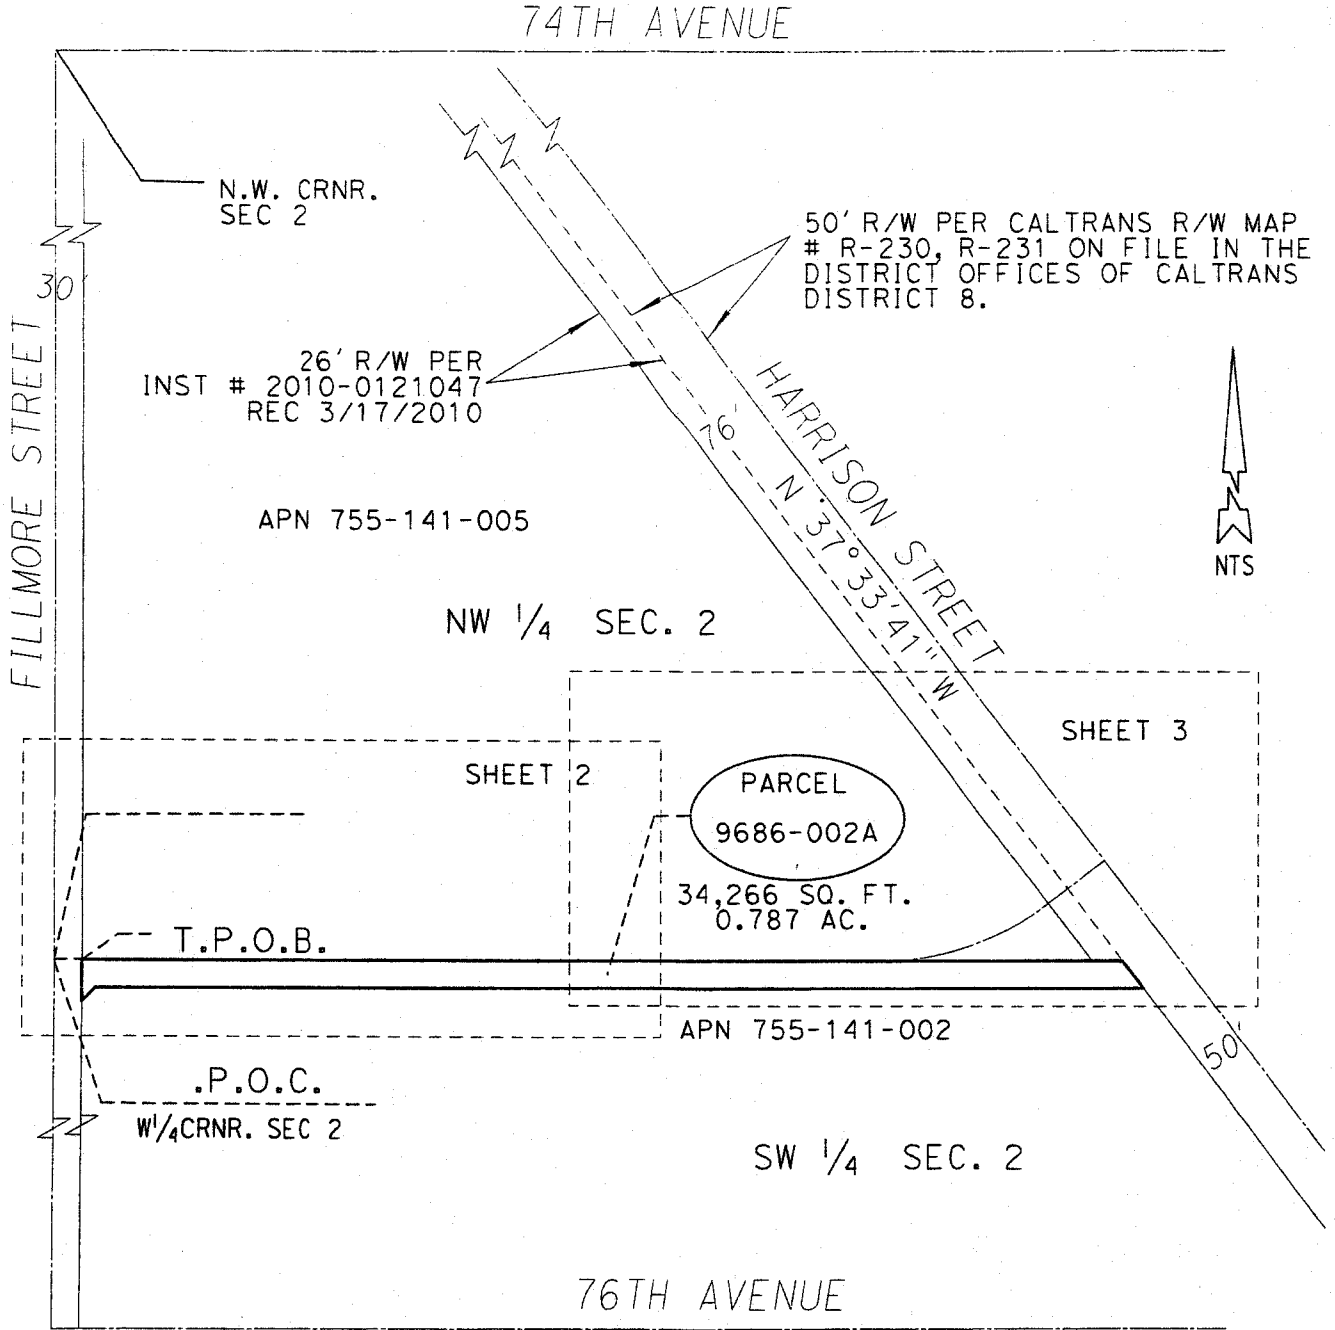 74TH AVENUE
N.W. CRNR.
SEC 2
30'
50' R/W PER CALTRANS R/W MAP
# R-230, R-231 ON FILE IN THE
DISTRICT OFFICES OF CALTRANS
DISTRICT 8.
26' R/W PER
INST # 2010-0121047
REC 3/17/2010
FILLMORE STREET
HARRISON STREET
76'
N 37°33'41" W
NTS
APN 755-141-005
NW 1/4 SEC. 2
SHEET 3
SHEET 2
PARCEL
9686-002A
34,266 SQ. FT.
0.787 AC.
T.P.O.B.
APN 755-141-002
50'
.P.O.C.
W1/4CRNR. SEC 2
SW 1/4 SEC. 2
76TH AVENUE